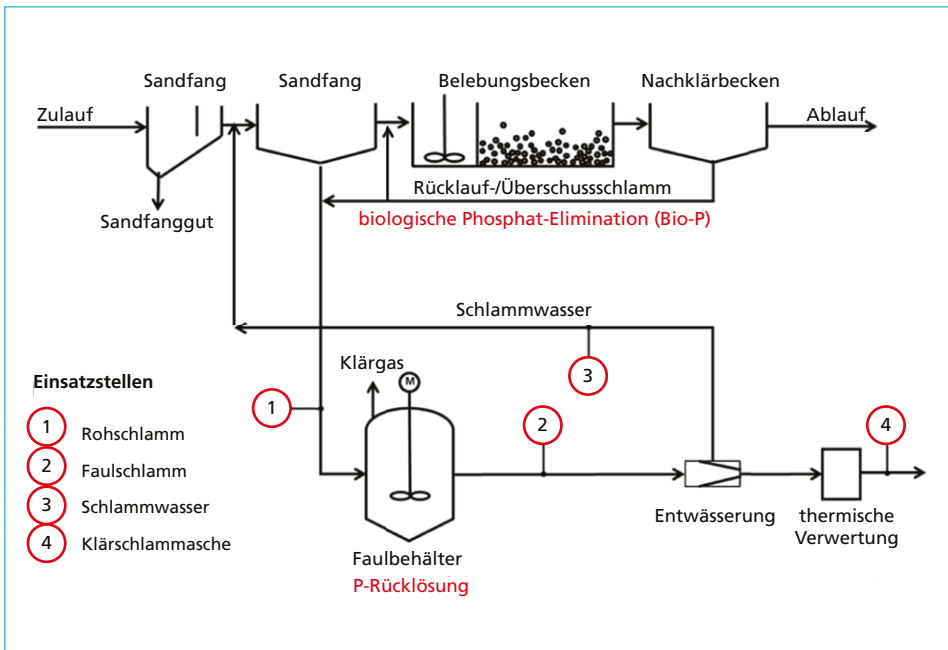 Sandfang
Sandfang
Belebungsbecken
Nachklärbecken
Zulauf
Ablauf
Rücklauf-/Überschussschlamm
biologische Phosphat-Elimination (Bio-P)
Sandfanggut
Schlammwasser
Klärgas
M
3
Einsatzstellen
1
2
4
1 Rohschlamm
2 Faulschlamm
3 Schlammwasser
4 Klärschlammasche
Entwässerung
thermische
Verwertung
Faulbehälter
P-Rücklösung